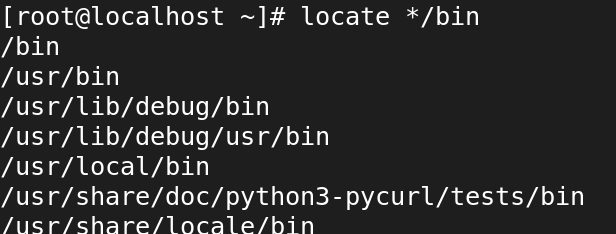 [root@localhost ~]# locate */bin
/bin
/usr/bin
/usr/lib/debug/bin
/usr/lib/debug/usr/bin
/usr/local/bin
/usr/share/doc/python3-pycurl/tests/bin
/usr/share/locale/bin